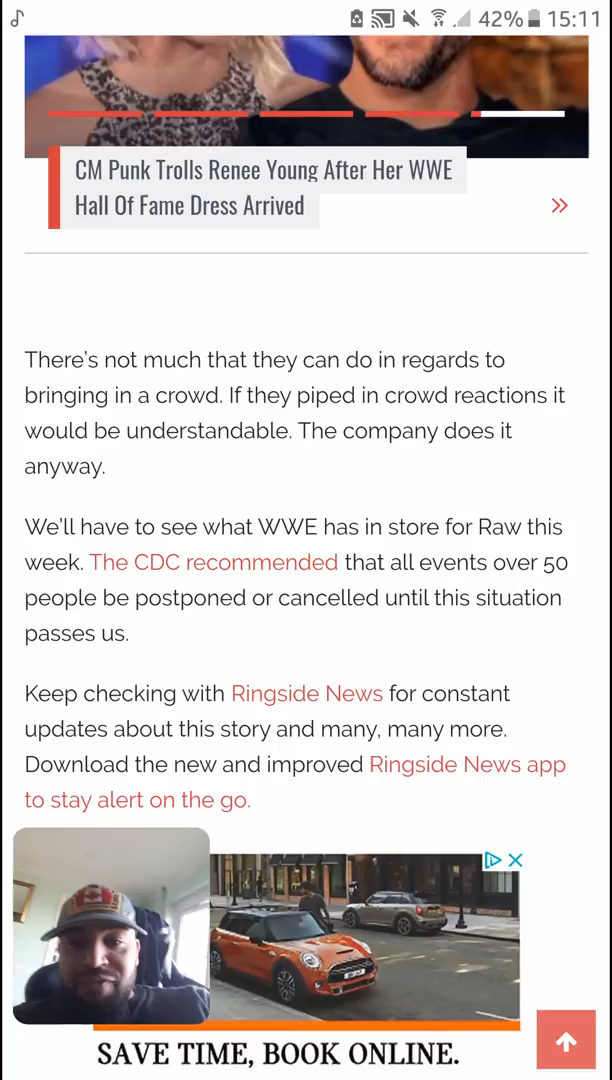 42% 15:11
CM Punk Trolls Renee Young After Her WWE
Hall Of Fame Dress Arrived
There's not much that they can do in regards to
bringing in a crowd. If they piped in crowd reactions it
would be understandable. The company does it
anyway.
We'll have to see what WWE has in store for Raw this
week. The CDC recommended that all events over 50
people be postponed or cancelled until this situation
passes us.
Keep checking with Ringside News for constant
updates about this story and many, many more.
Download the new and improved Ringside News app
to stay alert on the go.
SAVE TIME, BOOK ONLINE.